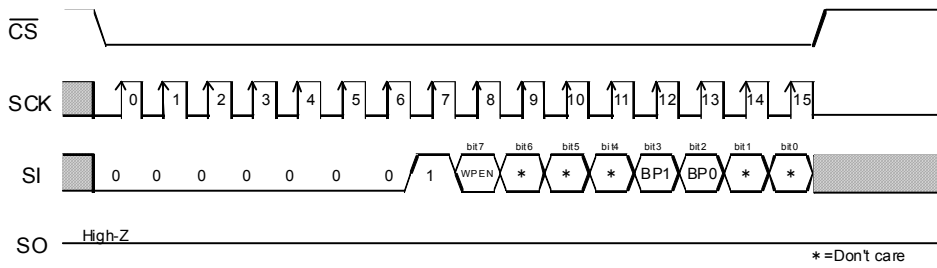 CS
SCK 0 1 2 3 4 5 6 7 8 9 10 11 12 13 14 15
bit7 bit6 bit5 bit4 bit3 bit2 bit1 bit0
SI 0 0 0 0 0 0 0 1 WPEN * * * BP1 BP0 * *
High-Z
SO
*=Don't care